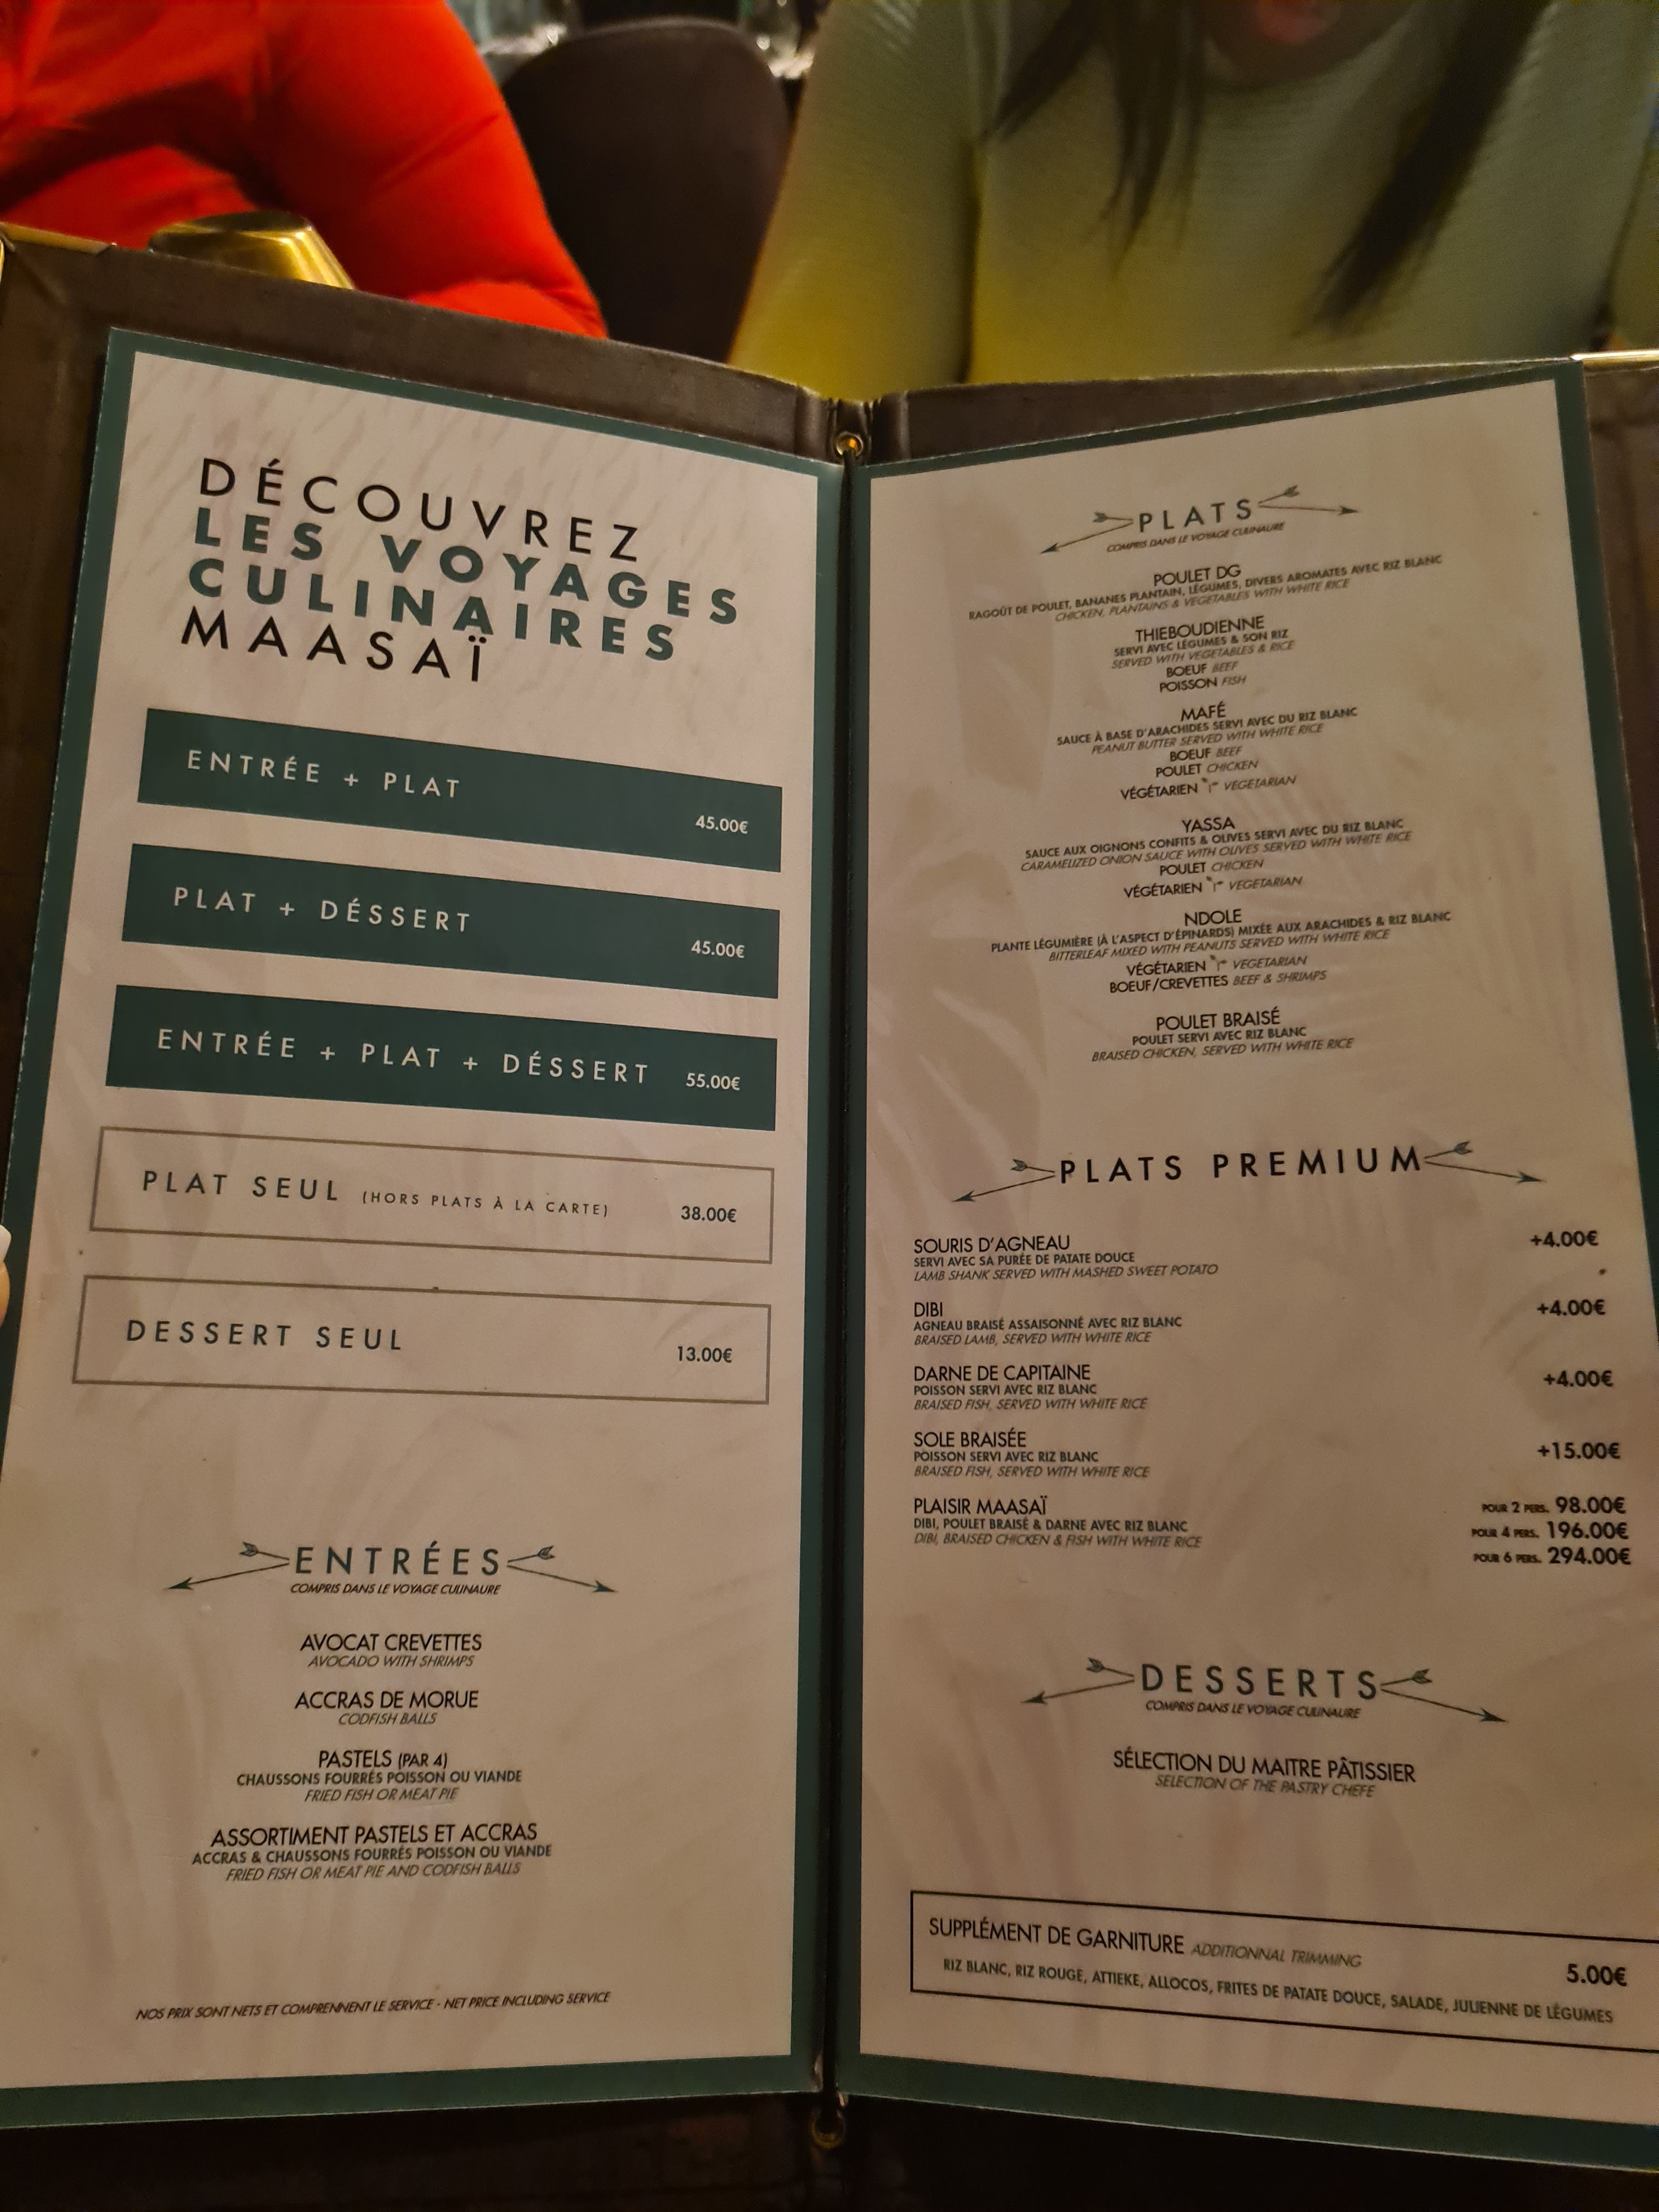 DÉCOUVREZ
LES VOYAGES
CULINAIRES
MAASAÏ
ENTRÉE + PLAT 45.00€
PLAT + DÉSSERT 45.00€
ENTRÉE + PLAT + DÉSSERT 55.00€
PLAT SEUL (HORS PLATS À LA CARTE) 38.00€
DESSERT SEUL 13.00€
ENTRÉES
COMPRIS DANS LE VOYAGE CULINAURE
AVOCAT CREVETTES
AVOCADO WITH SHRIMPS
ACCRAS DE MORUE
CODFISH BALLS
PASTELS (PAR 4)
CHAUSSONS FOURRÉS POISSON OU VIANDE
FRIED FISH OR MEAT PIE
ASSORTIMENT PASTELS ET ACCRAS
ACCRAS & CHAUSSONS FOURRÉS POISSON OU VIANDE
FRIED FISH OR MEAT PIE AND CODFISH BALLS
NOS PRIX SONT NETS ET COMPRENNENT LE SERVICE - NET PRICE INCLUDING SERVICE
PLATS
COMPRIS DANS LE VOYAGE CULINAURE
POULET DG
RAGOÛT DE POULET, BANANES PLANTAIN, LÉGUMES, DIVERS AROMATES AVEC RIZ BLANC
CHICKEN, PLANTAINS & VEGETABLES WITH WHITE RICE
THIEBOUDIENNE
SERVI AVEC LÉGUMES & SON RIZ
SERVED WITH VEGETABLES & RICE
BOEUF BEEF
POISSON FISH
MAFÉ
SAUCE À BASE D'ARACHIDES SERVI AVEC DU RIZ BLANC
PEANUT BUTTER SERVED WITH WHITE RICE
BOEUF BEEF
POULET CHICKEN
VÉGÉTARIEN VEGETARIAN
YASSA
SAUCE AUX OIGNONS CONFITS & OLIVES SERVI AVEC DU RIZ BLANC
CARAMELIZED ONION SAUCE WITH OLIVES SERVED WITH WHITE RICE
POULET CHICKEN
VÉGÉTARIEN VEGETARIAN
NDOLE
PLANTE LÉGUMIÈRE (À L'ASPECT D'ÉPINARDS) MIXÉE AUX ARACHIDES & RIZ BLANC
BITTERLEAF MIXED WITH PEANUTS SERVED WITH WHITE RICE
VÉGÉTARIEN VEGETARIAN
BOEUF/CREVETTES BEEF & SHRIMPS
POULET BRAISÉ
POULET SERVI AVEC RIZ BLANC
BRAISED CHICKEN, SERVED WITH WHITE RICE
PLATS PREMIUM
SOURIS D'AGNEAU +4.00€
SERVI AVEC SA PURÉE DE PATATE DOUCE
LAMB SHANK SERVED WITH MASHED SWEET POTATO
DIBI +4.00€
AGNEAU BRAISÉ ASSAISONNÉ AVEC RIZ BLANC
BRAISED LAMB, SERVED WITH WHITE RICE
DARNE DE CAPITAINE +4.00€
POISSON SERVI AVEC RIZ BLANC
BRAISED FISH, SERVED WITH WHITE RICE
SOLE BRAISÉE +15.00€
POISSON SERVI AVEC RIZ BLANC
BRAISED FISH, SERVED WITH WHITE RICE
PLAISIR MAASAÏ POUR 2 PERS. 98.00€
DIBI, POULET BRAISÉ & DARNE AVEC RIZ BLANC POUR 4 PERS. 196.00€
DIBI, BRAISED CHICKEN & FISH WITH WHITE RICE POUR 6 PERS. 294.00€
DESSERTS
COMPRIS DANS LE VOYAGE CULINAURE
SÉLECTION DU MAITRE PÂTISSIER
SELECTION OF THE PASTRY CHEFE
SUPPLÉMENT DE GARNITURE ADDITIONNAL TRIMMING 5.00€
RIZ BLANC, RIZ ROUGE, ATTIEKE, ALLOCOS, FRITES DE PATATE DOUCE, SALADE, JULIENNE DE LÉGUMES